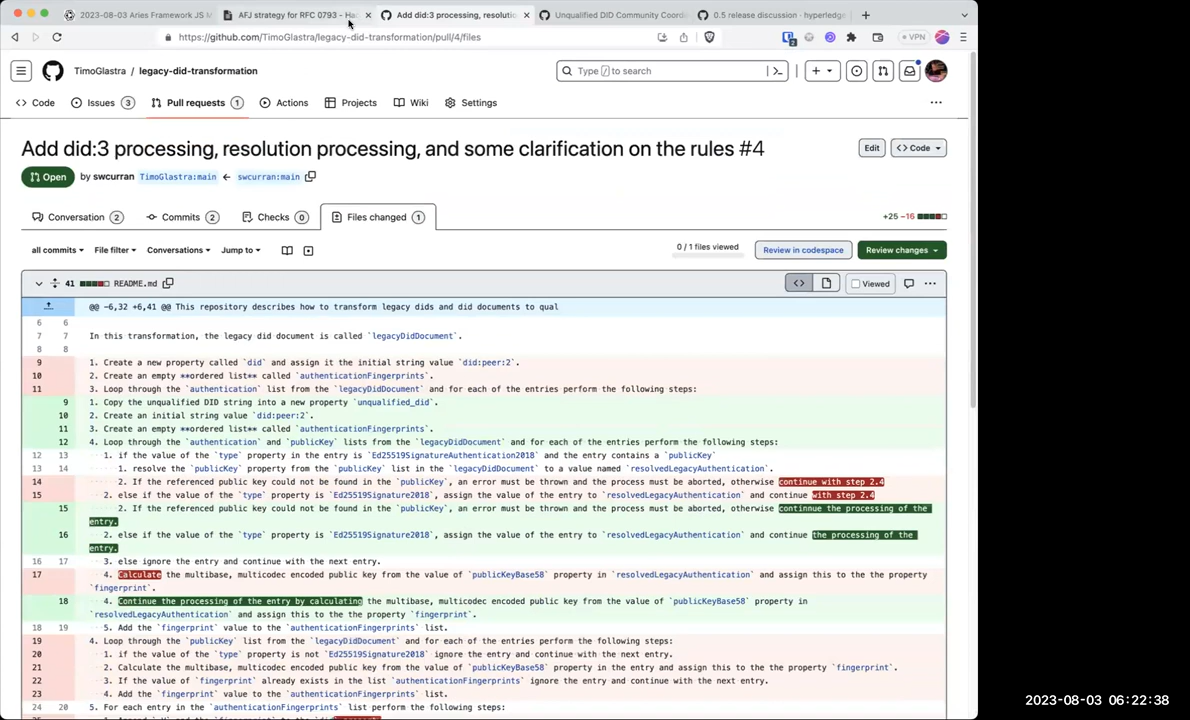 2023-08-03 Aries Framework JS M
AFJ strategy for RFC 0793 - Ha
Add did:3 processing, resolutio
Unqualified DID Community Coordi
0.5 release discussion · hyperledge
https://github.com/TimoGlastra/legacy-did-transformation/pull/4/files
VPN
TimoGlastra / legacy-did-transformation
Type / to search
Code
Issues 3
Pull requests 1
Actions
Projects
Wiki
Settings
Add did:3 processing, resolution processing, and some clarification on the rules #4
Edit
<> Code
Open by swcurran TimoGlastra:main ← swcurran:main
Conversation 2
Commits 2
Checks 0
Files changed 1
+25 −16
all commits
File filter
Conversations
Jump to
0 / 1 files viewed
Review in codespace
Review changes
41 README.md
Viewed
@@ -6,32 +6,41 @@ This repository describes how to transform legacy dids and did documents to qual
6 6
7 7 In this transformation, the legacy did document is called `legacyDidDocument`.
8 8
9 1. Create a new property called `did` and assign it the initial string value `did:peer:2`.
10 2. Create an empty **ordered list** called `authenticationFingerprints`.
11 3. Loop through the `authentication` list from the `legacyDidDocument` and for each of the entries perform the following steps:
9 1. Copy the unqualified DID string into a new property `unqualified_did`.
10 2. Create an initial string value `did:peer:2`.
11 3. Create an empty **ordered list** called `authenticationFingerprints`.
12 4. Loop through the `authentication` and `publicKey` lists from the `legacyDidDocument` and for each of the entries perform the following steps:
12 13 1. if the value of the `type` property in the entry is `Ed25519SignatureAuthentication2018` and the entry contains a `publicKey`
13 14 1. resolve the `publicKey` property from the `publicKey` list in the `legacyDidDocument` to a value named `resolvedLegacyAuthentication`.
14 2. If the referenced public key could not be found in the `publicKey`, an error must be thrown and the process must be aborted, otherwise continue with step 2.4
15 2. else if the value of the `type` property is `Ed25519Signature2018`, assign the value of the entry to `resolvedLegacyAuthentication` and continue with step 2.4
15 2. If the referenced public key could not be found in the `publicKey`, an error must be thrown and the process must be aborted, otherwise continue the processing of the
entry.
16 2. else if the value of the `type` property is `Ed25519Signature2018`, assign the value of the entry to `resolvedLegacyAuthentication` and continue the processing of the
entry.
16 17 3. else ignore the entry and continue with the next entry.
17 4. Calculate the multibase, multicodec encoded public key from the value of `publicKeyBase58` property in `resolvedLegacyAuthentication` and assign this to the the property
`fingerprint`.
18 4. Continue the processing of the entry by calculating the multibase, multicodec encoded public key from the value of `publicKeyBase58` property in
`resolvedLegacyAuthentication` and assign this to the the property `fingerprint`.
18 19 5. Add the `fingerprint` value to the `authenticationFingerprints` list.
19 4. Loop through the `publicKey` list from the `legacyDidDocument` and for each of the entries perform the following steps:
20 1. if the value of the `type` property is not `Ed25519Signature2018` ignore the entry and continue with the next entry.
21 2. Calculate the multibase, multicodec encoded public key from the value of `publicKeyBase58` property in the entry and assign this to the the property `fingerprint`.
22 3. If the value of `fingerprint` already exists in the list `authenticationFingerprints` ignore the entry and continue with the next entry.
23 4. Add the `fingerprint` value to the `authenticationFingerprints` list.
24 20 5. For each entry in the `authenticationFingerprints` list perform the following steps:
2023-08-03 06:22:38